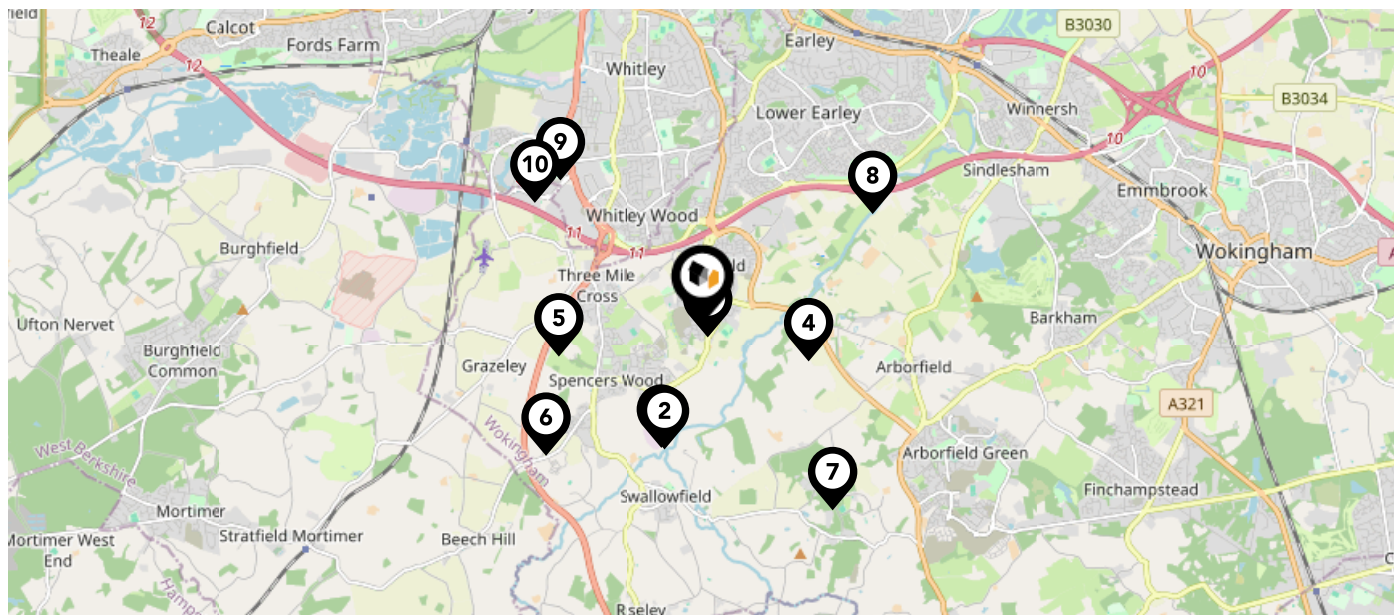 12
Calcot
Fords Farm
Theale
12
Earley
B3030
Whitley
10
Lower Earley
Winnersh
B3034
10
9
10
8
Sindlesham
Emmbrook
Whitley Wood
11
11
Burghfield
Wokingham
Three Mile
Cross
5
4
Ufton Nervet
Barkham
Burghfield
Common
Grazeley
Arborfield
Spencers Wood
6
2
A321
Wokingham
West Berkshire
Arborfield Green
7
Finchampstead
Swallowfield
Mortimer
Stratfield Mortimer
Beech Hill
Mortimer West
End
Riseley